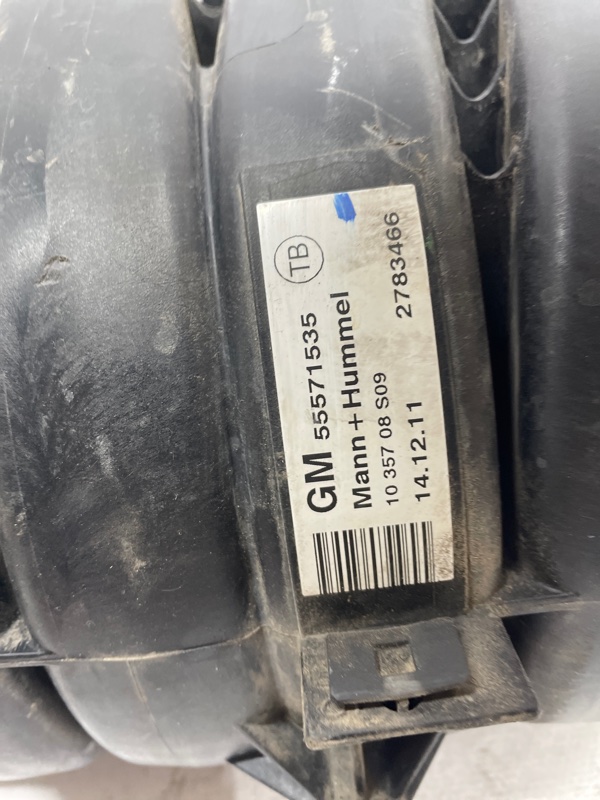 TB
GM 55571535
Mann+Hummel
10 357 08 S09
14.12.11 2783466